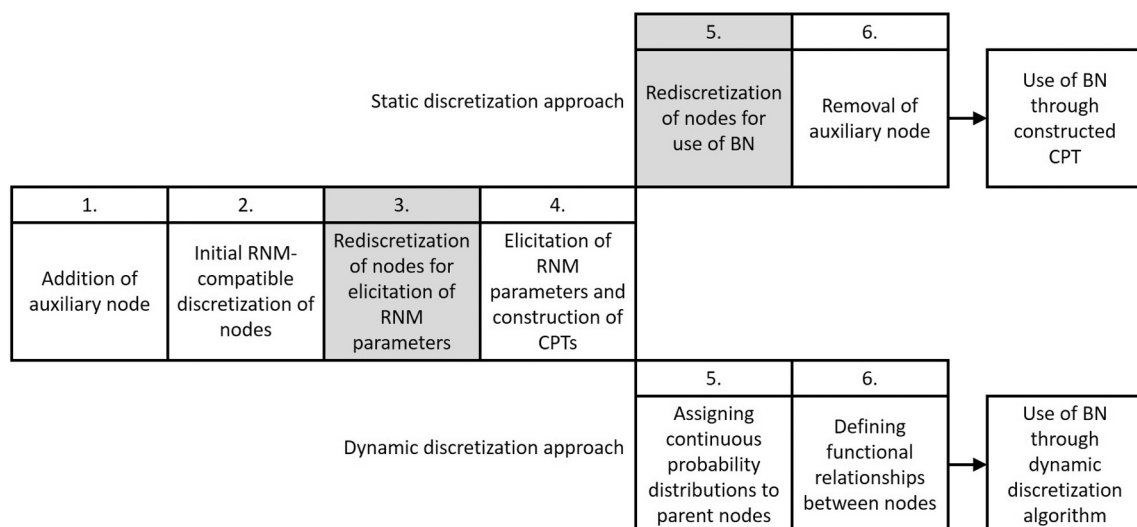 5.
6.
Static discretization approach
Rediscretization
of nodes for
use of BN
Removal of
auxiliary node
Use of BN
through
constructed
CPT
1.
2.
3.
4.
Addition of
auxiliary node
Initial RNM-
compatible
discretization of
nodes
Rediscretization
of nodes for
elicitation of
RNM
parameters
Elicitation of
RNM
parameters and
construction of
CPTs
5.
6.
Dynamic discretization approach
Assigning
continuous
probability
distributions to
parent nodes
Defining
functional
relationships
between nodes
Use of BN
through
dynamic
discretization
algorithm